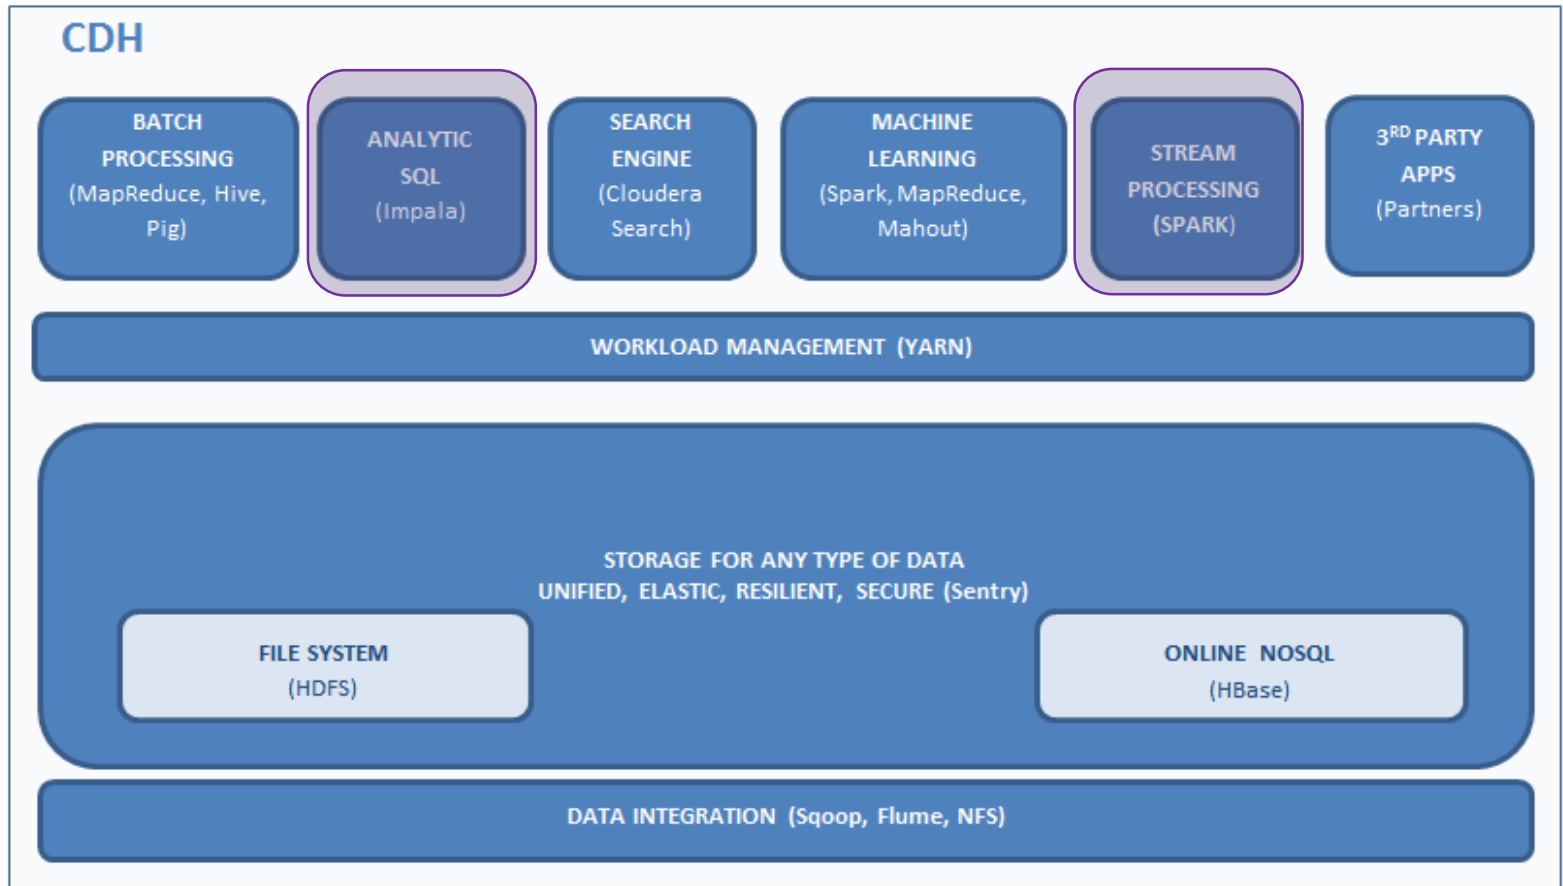 CDH
BATCH
PROCESSING
(MapReduce, Hive,
Pig)
ANALYTIC
SQL
(Impala)
SEARCH
ENGINE
(Cloudera
Search)
MACHINE
LEARNING
(Spark, MapReduce,
Mahout)
STREAM
PROCESSING
(SPARK)
3RD PARTY
APPS
(Partners)
WORKLOAD MANAGEMENT (YARN)
STORAGE FOR ANY TYPE OF DATA
UNIFIED, ELASTIC, RESILIENT, SECURE (Sentry)
FILE SYSTEM
(HDFS)
ONLINE NOSQL
(HBase)
DATA INTEGRATION (Sqoop, Flume, NFS)